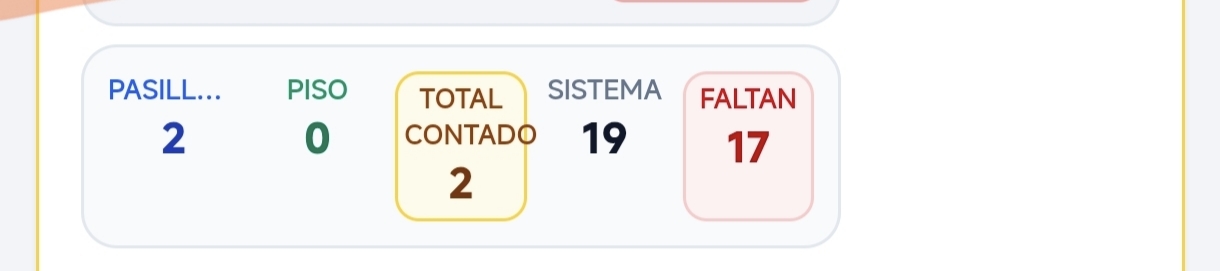 PASILL...
2
PISO
0
TOTAL
CONTADO
2
SISTEMA
19
FALTAN
17